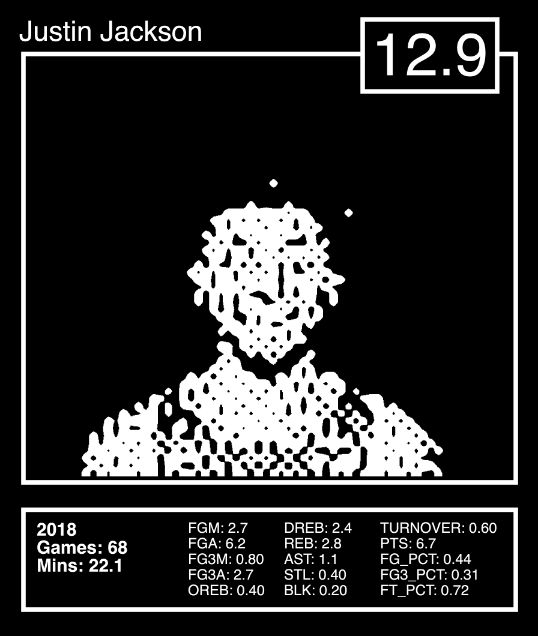 Justin Jackson
12.9
2018
Games: 68
Mins: 22.1
FGM: 2.7
FGA: 6.2
FG3M: 0.80
FG3A: 2.7
OREB: 0.40
DREB: 2.4
REB: 2.8
AST: 1.1
STL: 0.40
BLK: 0.20
TURNOVER: 0.60
PTS: 6.7
FG_PCT: 0.44
FG3_PCT: 0.31
FT_PCT: 0.72